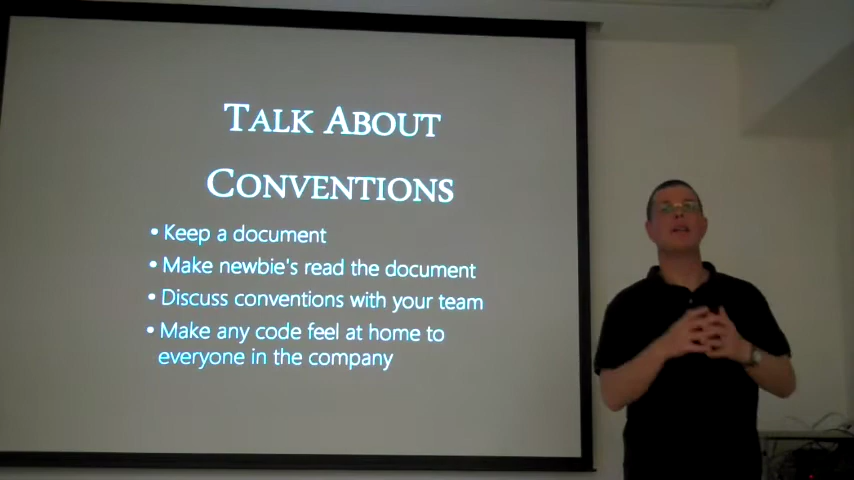 TALK ABOUT
CONVENTIONS
• Keep a document
• Make newbie's read the document
• Discuss conventions with your team
• Make any code feel at home to
everyone in the company